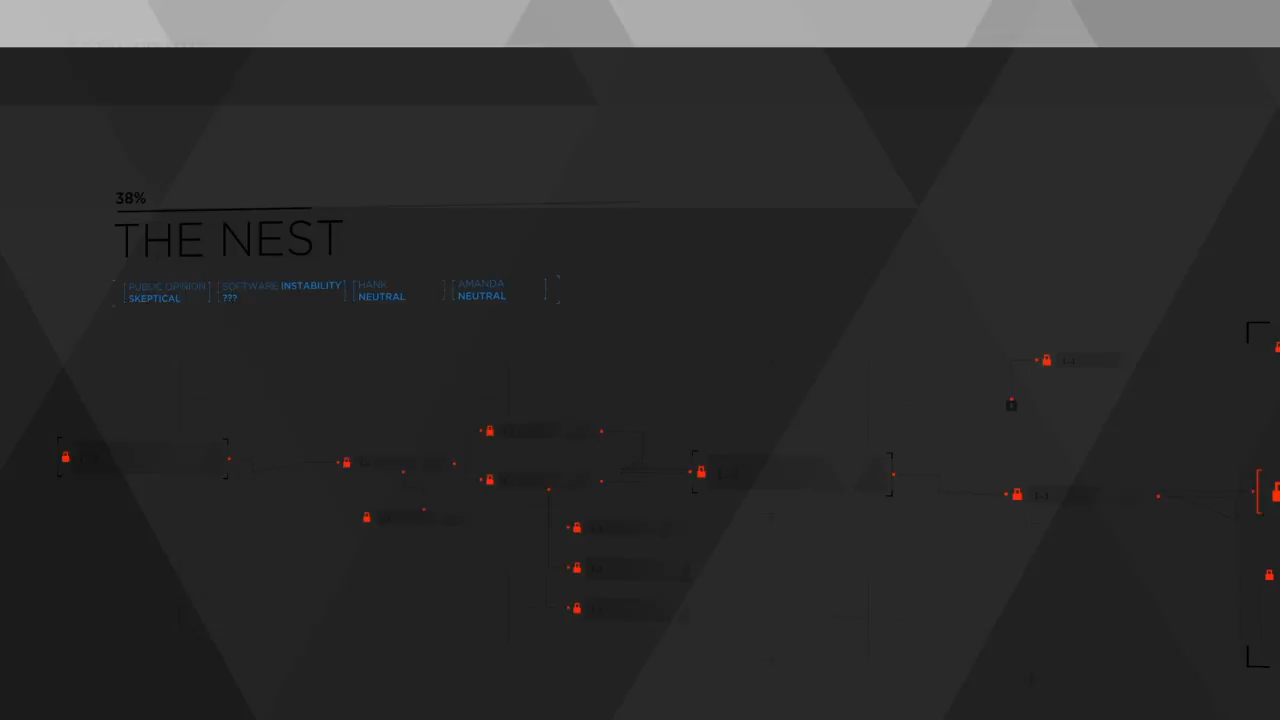 38%
THE NEST
PUBLIC OPINION SOFTWARE INSTABILITY HANK AMANDA
SKEPTICAL ??? NEUTRAL NEUTRAL